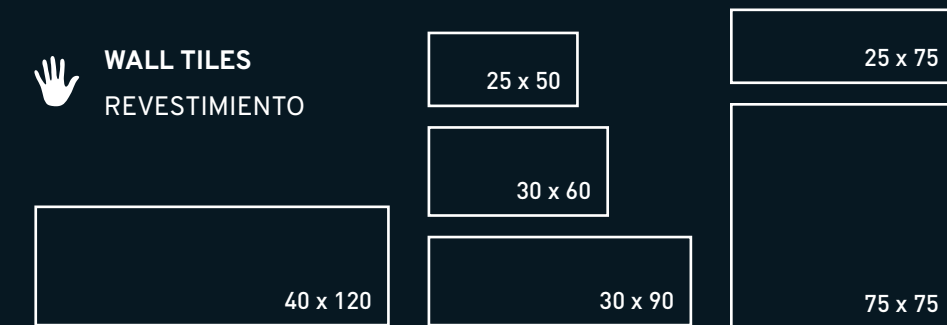 WALL TILES
REVESTIMIENTO
25 x 50
25 x 75
30 x 60
40 x 120
30 x 90
75 x 75